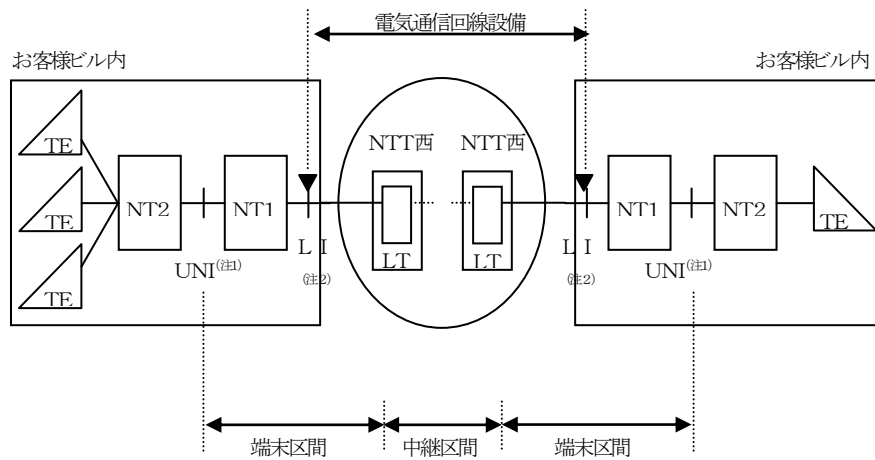 電気通信回線設備
お客様ビル内
お客様ビル内
NTT西
NTT西
TE
TE
TE
NT2
NT1
LT
LT
NT1
NT2
TE
UNI(注1)
LI
(注2)
LI
(注2)
UNI(注1)
端末区間
中継区間
端末区間